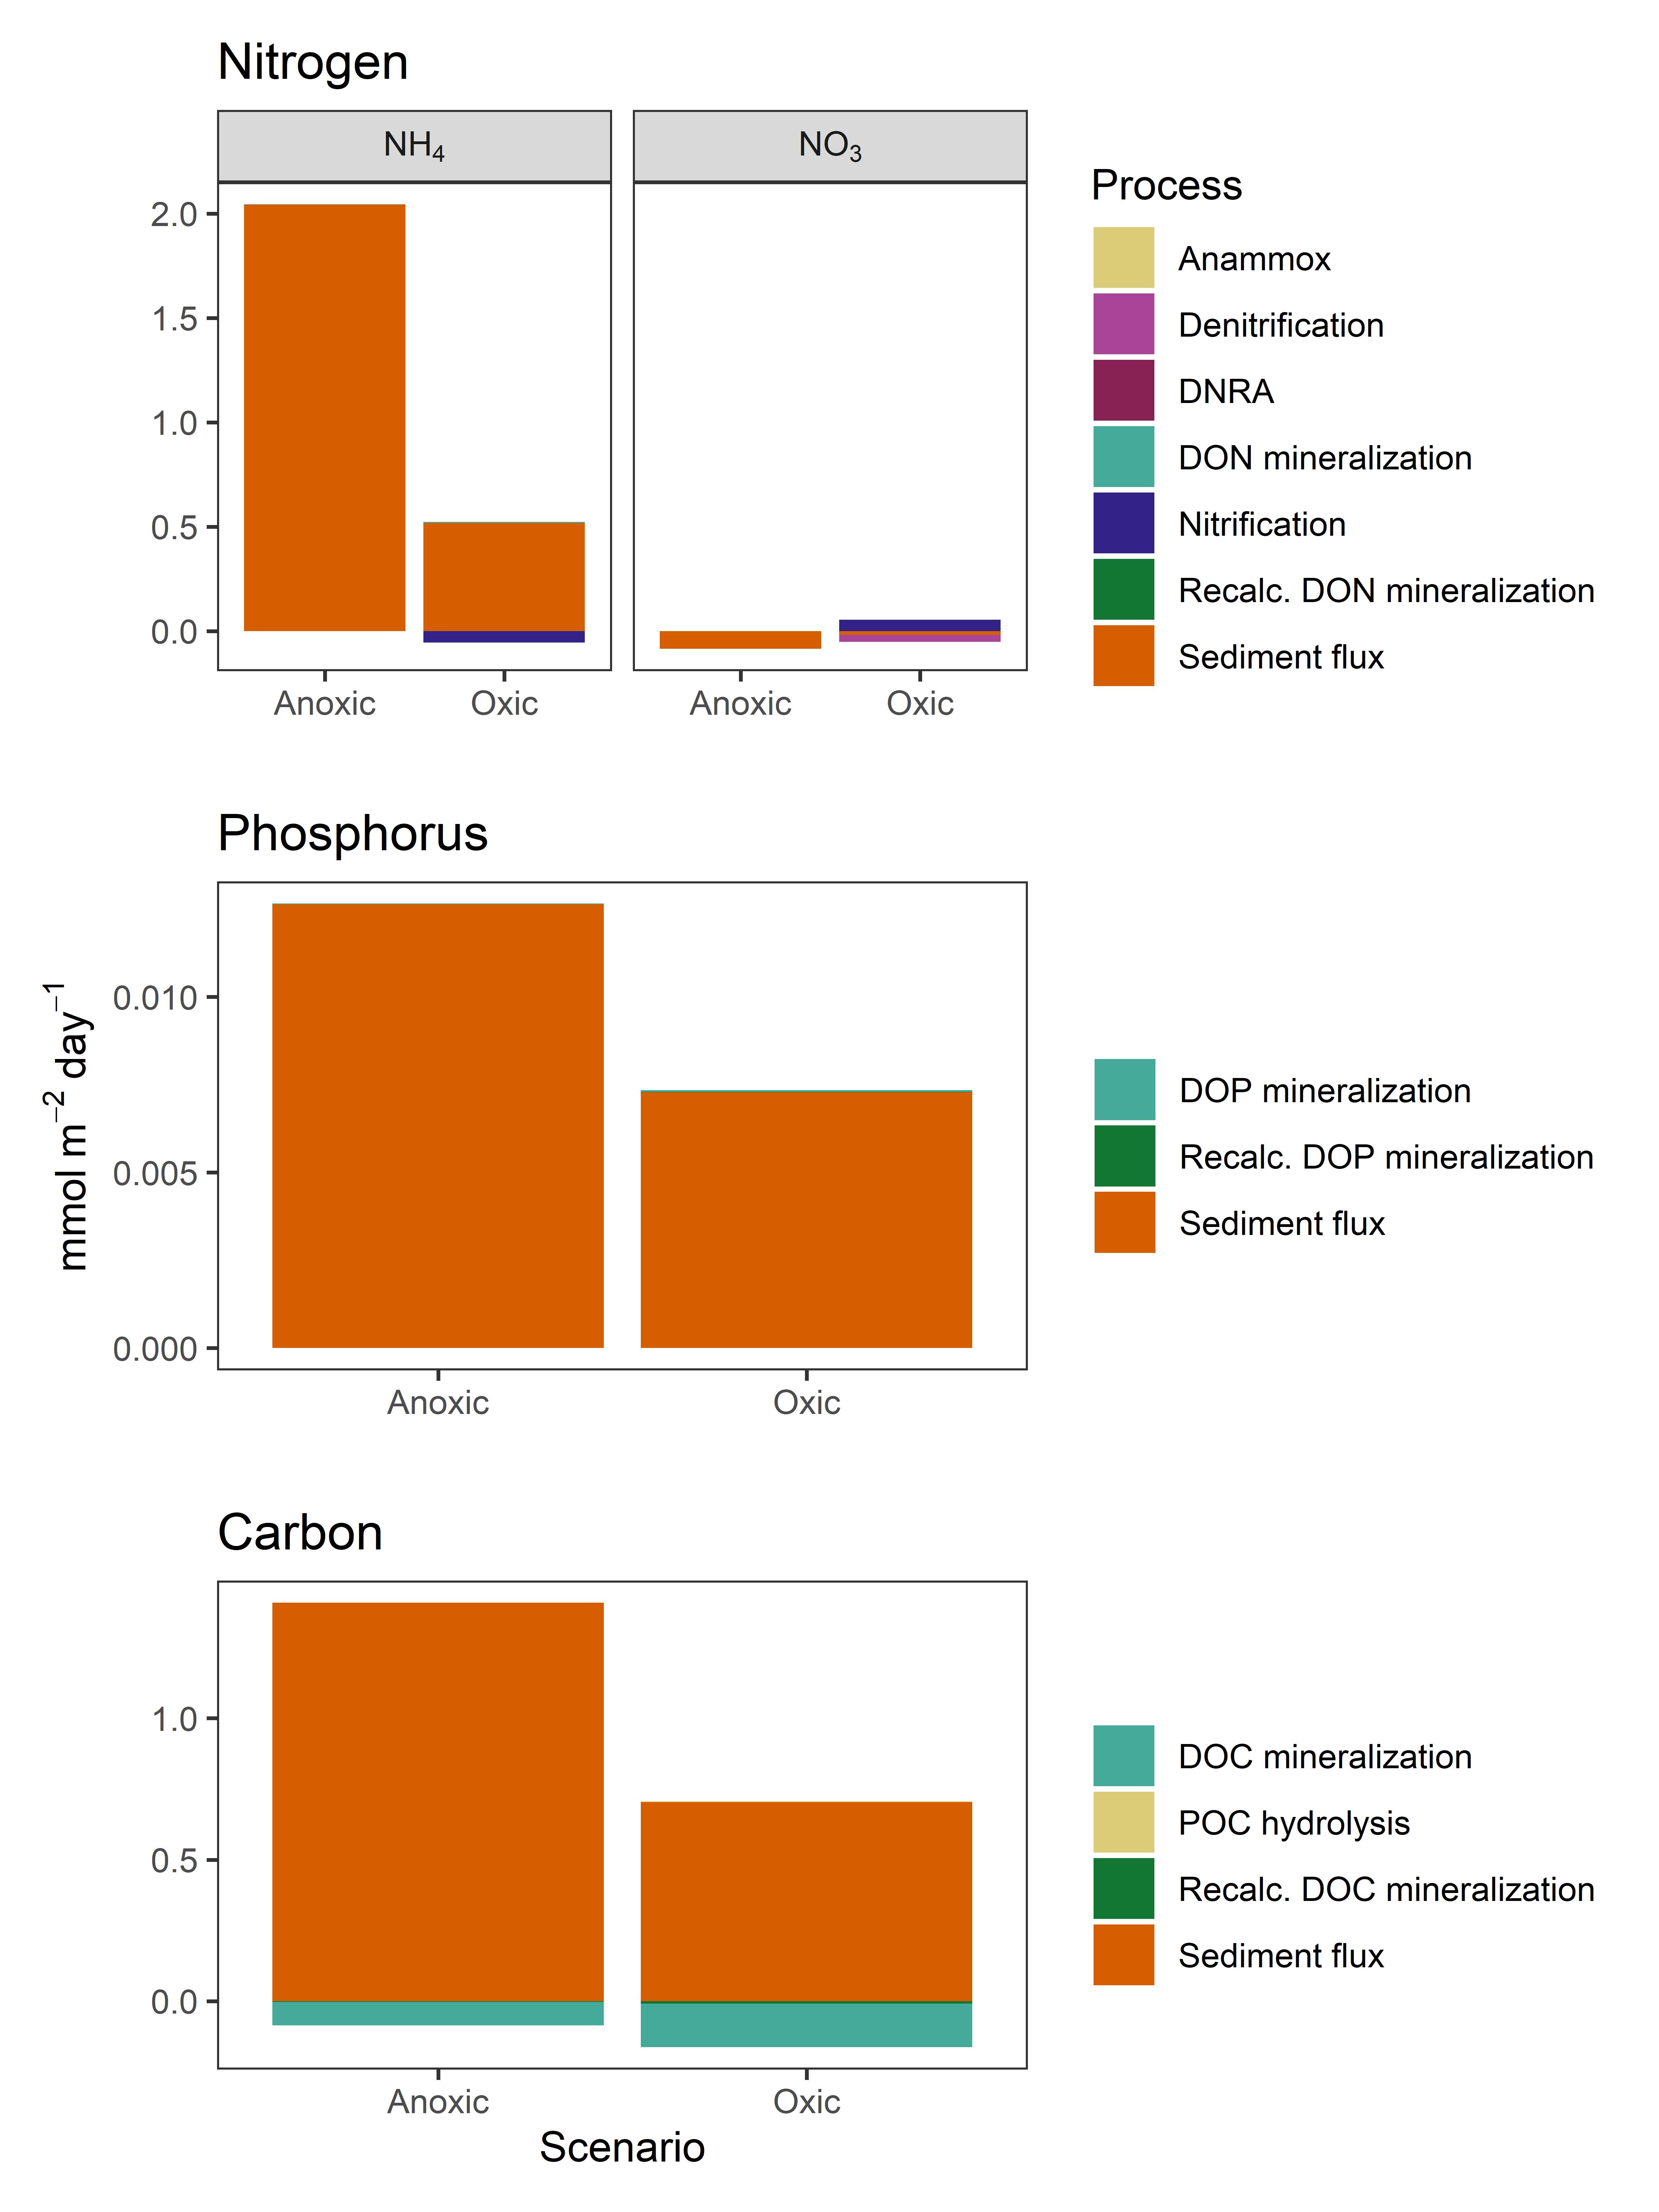 Nitrogen
NH₄
NO₃
2.0
1.5
1.0
0.5
0.0
Anoxic
Oxic
Anoxic
Oxic
Process
Anammox
Denitrification
DNRA
DON mineralization
Nitrification
Recalc. DON mineralization
Sediment flux
Phosphorus
mmol m⁻² day⁻¹
0.010
0.005
0.000
Anoxic
Oxic
DOP mineralization
Recalc. DOP mineralization
Sediment flux
Carbon
1.0
0.5
0.0
Anoxic
Oxic
Scenario
DOC mineralization
POC hydrolysis
Recalc. DOC mineralization
Sediment flux